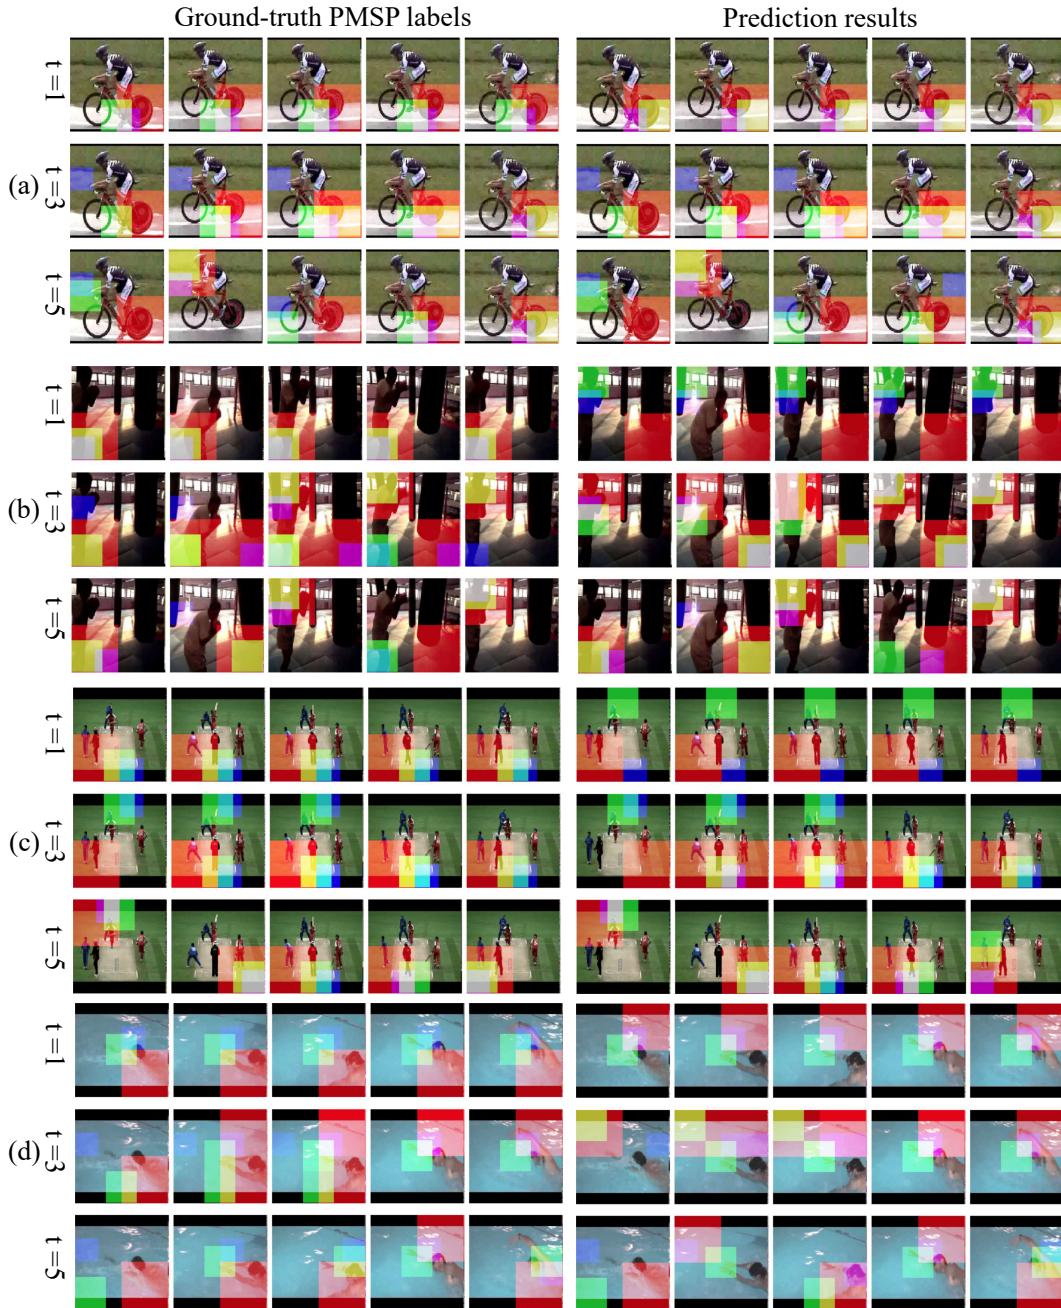 Ground-truth PMSP labels
Prediction results
t=1
(a)
t=3
t=5
t=1
(b)
t=3
t=5
t=1
(c)
t=3
t=5
t=1
(d)
t=3
t=5